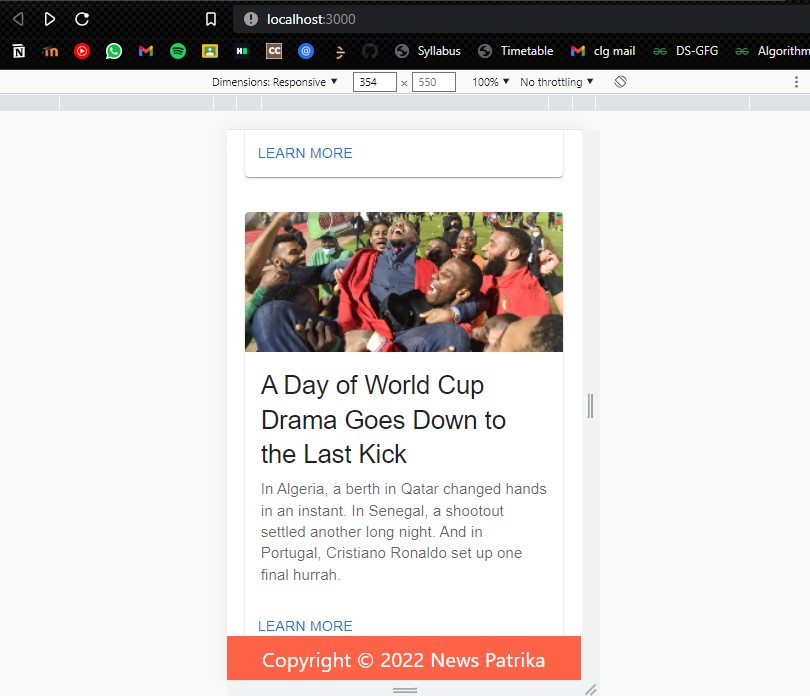 localhost:3000
Syllabus Timetable clg mail DS-GFG Algorithm
Dimensions: Responsive 354 × 550 100% No throttling
LEARN MORE
A Day of World Cup
Drama Goes Down to
the Last Kick
In Algeria, a berth in Qatar changed hands
in an instant. In Senegal, a shootout
settled another long night. And in
Portugal, Cristiano Ronaldo set up one
final hurrah.
LEARN MORE
Copyright © 2022 News Patrika